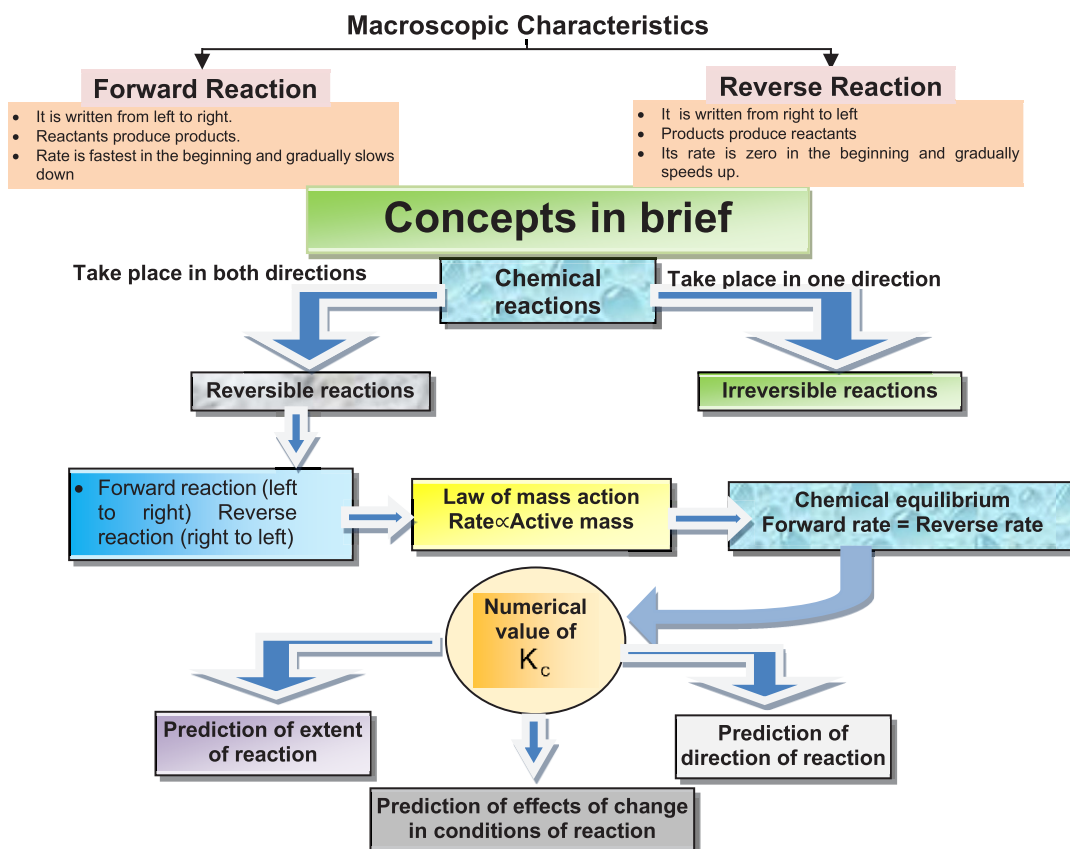 Macroscopic Characteristics
Forward Reaction
• It is written from left to right.
• Reactants produce products.
• Rate is fastest in the beginning and gradually slows
down
Reverse Reaction
• It is written from right to left
• Products produce reactants
• Its rate is zero in the beginning and gradually
speeds up.
Concepts in brief
Take place in both directions
Chemical
reactions
Take place in one direction
Reversible reactions
Irreversible reactions
• Forward reaction (left
to right) Reverse
reaction (right to left)
Law of mass action
Rate∝Active mass
Chemical equilibrium
Forward rate = Reverse rate
Numerical
value of
K c
Prediction of extent
of reaction
Prediction of
direction of reaction
Prediction of effects of change
in conditions of reaction